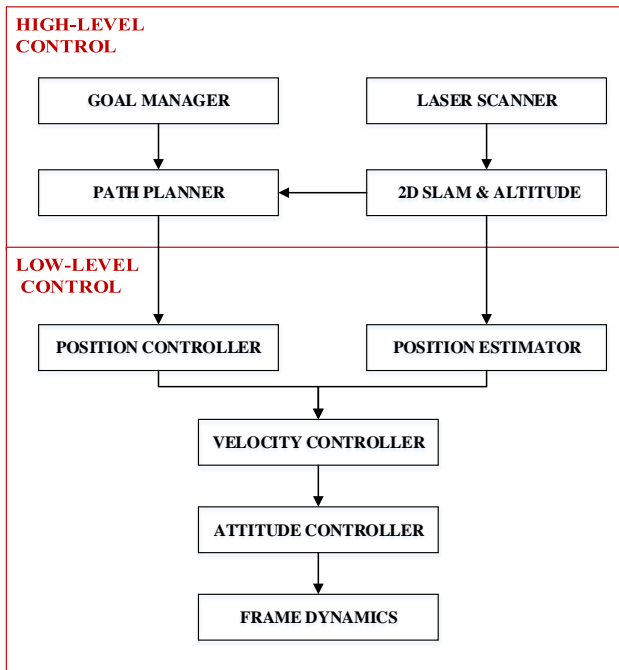 HIGH-LEVEL
CONTROL
GOAL MANAGER
LASER SCANNER
PATH PLANNER
2D SLAM & ALTITUDE
LOW-LEVEL
CONTROL
POSITION CONTROLLER
POSITION ESTIMATOR
VELOCITY CONTROLLER
ATTITUDE CONTROLLER
FRAME DYNAMICS